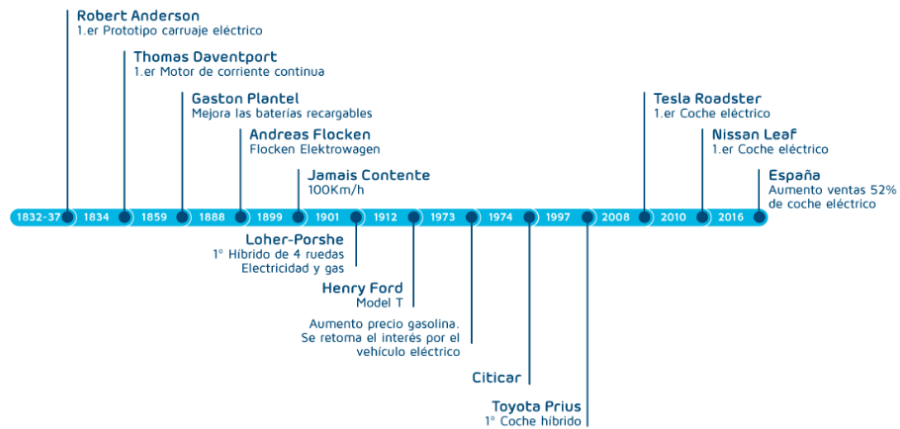 Robert Anderson
1.er Prototipo carruaje eléctrico
Thomas Daventport
1.er Motor de corriente continua
Gaston Plantel
Mejora las baterías recargables
Andreas Flocken
Flocken Elektrowagen
Jamais Contente
100Km/h
Tesla Roadster
1.er Coche eléctrico
Nissan Leaf
1.er Coche eléctrico
España
Aumento ventas 52%
de coche eléctrico
1832-37 1834 1859 1888 1899 1901 1912 1973 1974 1997 2008 2010 2016
Loher-Porshe
1° Híbrido de 4 ruedas
Electricidad y gas
Henry Ford
Model T
Aumento precio gasolina.
Se retoma el interés por el
vehículo eléctrico
Citicar
Toyota Prius
1° Coche híbrido